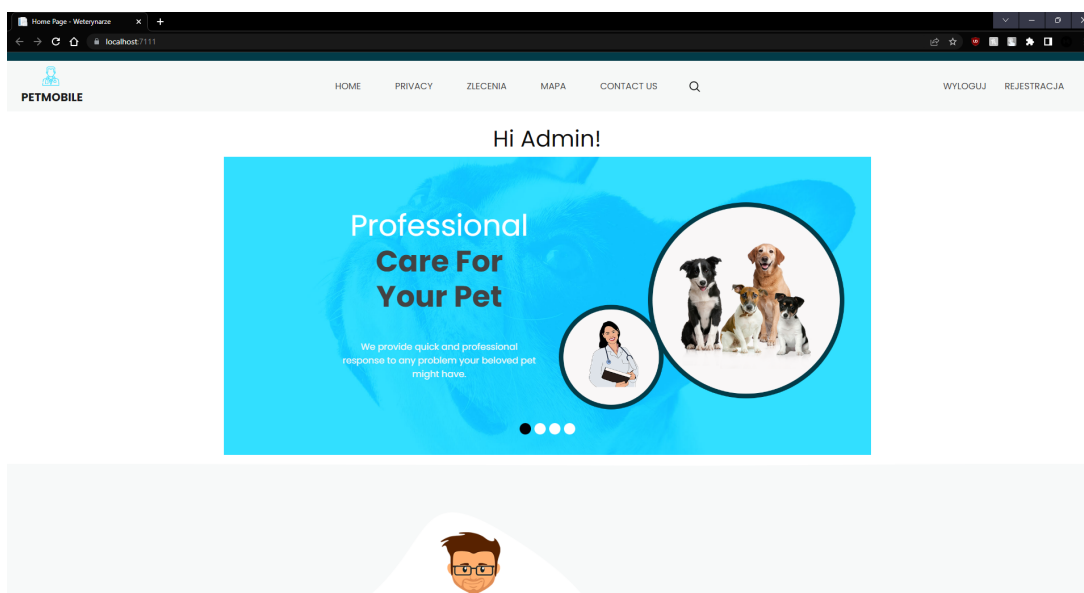 Home Page - Weterynarze
localhost:7111
PETMOBILE
HOME PRIVACY ZLECENIA MAPA CONTACT US
WYLOGUJ REJESTRACJA
Hi Admin!
Professional
Care For
Your Pet
We provide quick and professional
response to any problem your beloved pet
might have.